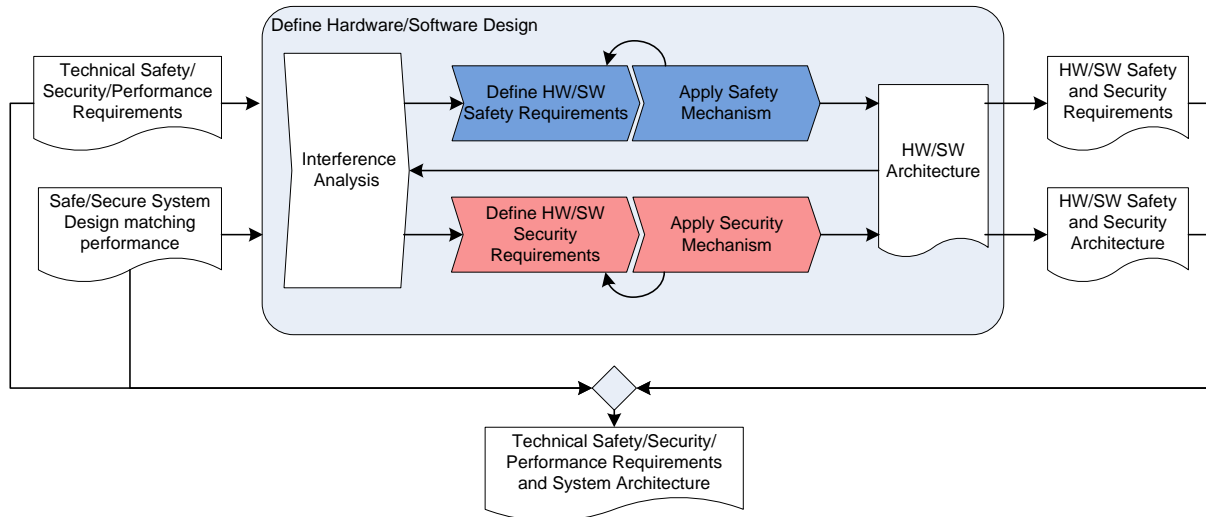 Define Hardware/Software Design
Technical Safety/
Security/Performance
Requirements
Safe/Secure System
Design matching
performance
Interference
Analysis
Define HW/SW
Safety Requirements
Apply Safety
Mechanism
Define HW/SW
Security
Requirements
Apply Security
Mechanism
HW/SW
Architecture
HW/SW Safety
and Security
Requirements
HW/SW Safety
and Security
Architecture
Technical Safety/Security/
Performance Requirements
and System Architecture